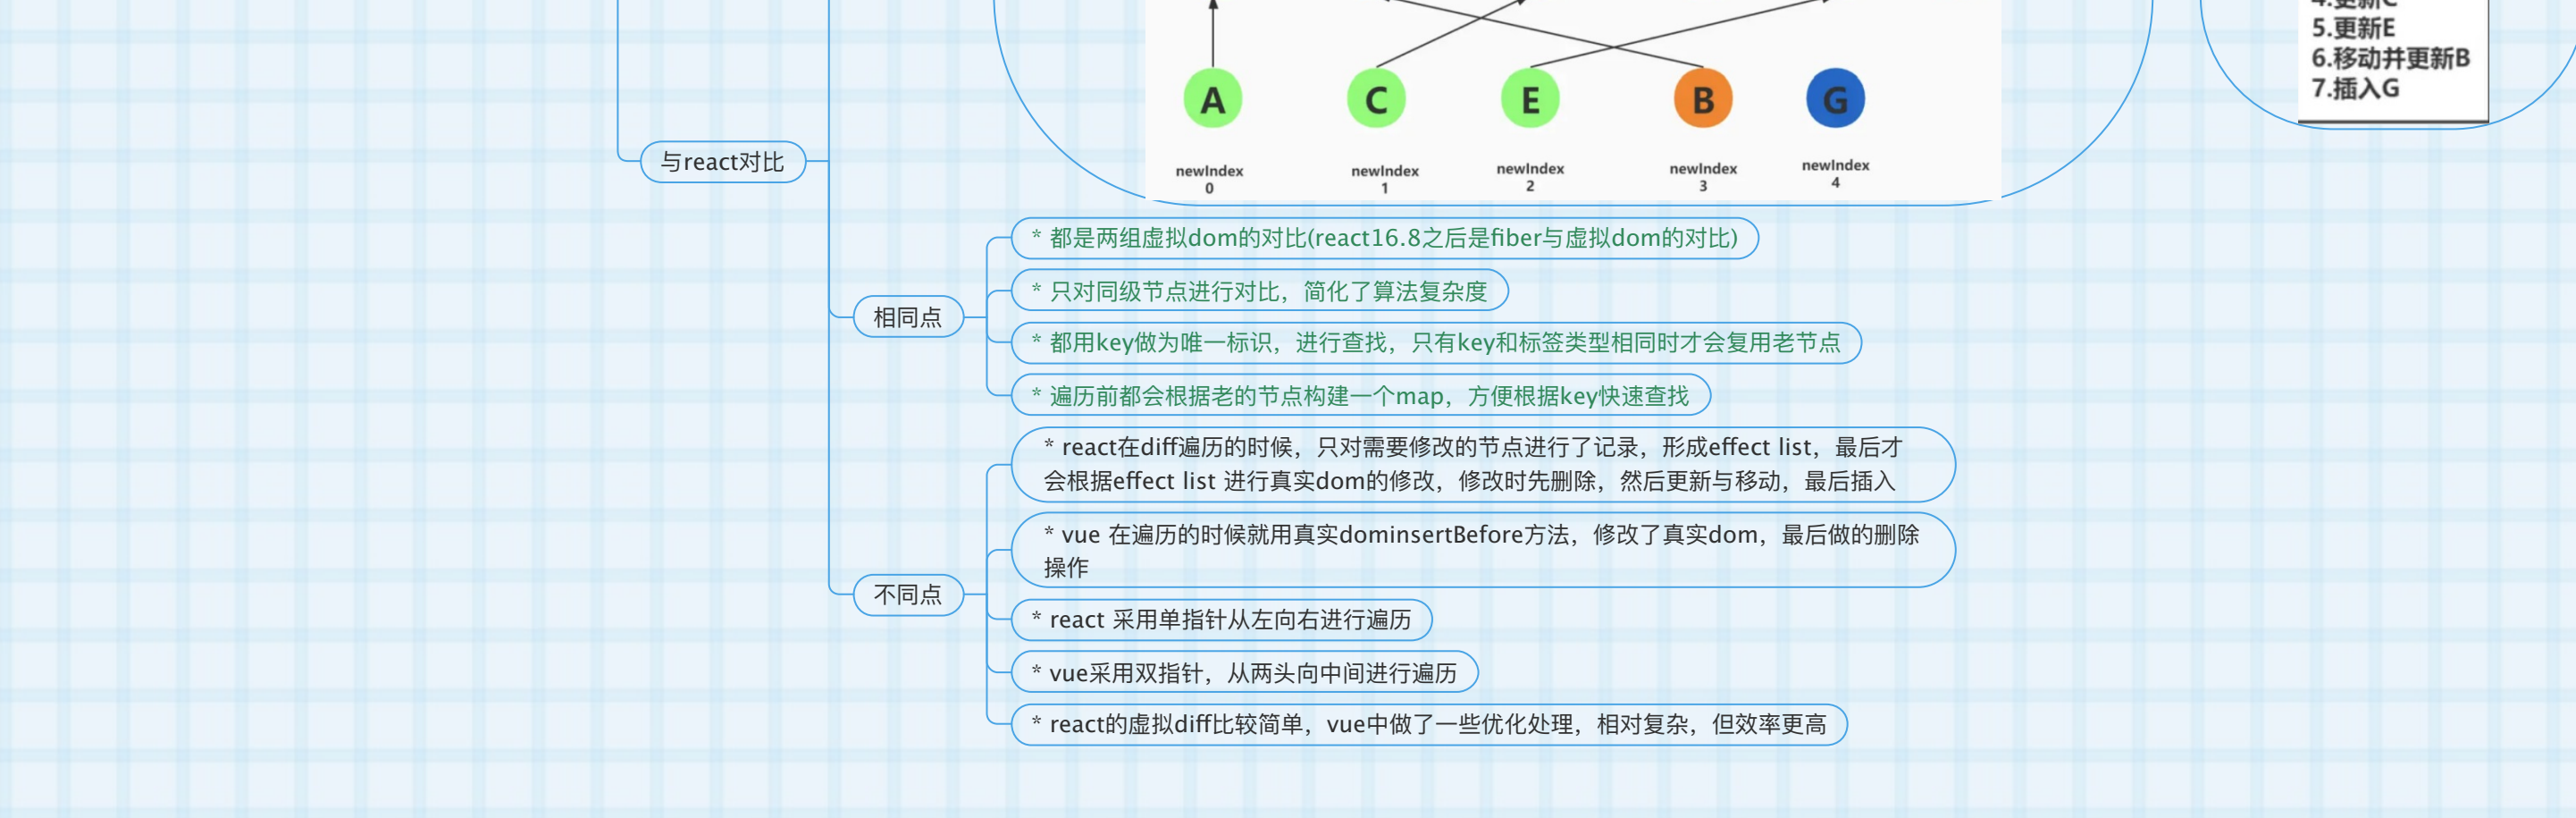 4.更新C
5.更新E
6.移动并更新B
7.插入G
A
C
E
B
G
newIndex
0
newIndex
1
newIndex
2
newIndex
3
newIndex
4
与react对比
相同点
* 都是两组虚拟dom的对比(react16.8之后是fiber与虚拟dom的对比)
* 只对同级节点进行对比，简化了算法复杂度
* 都用key做为唯一标识，进行查找，只有key和标签类型相同时才会复用老节点
* 遍历前都会根据老的节点构建一个map，方便根据key快速查找
不同点
* react在diff遍历的时候，只对需要修改的节点进行了记录，形成effect list，最后才
会根据effect list 进行真实dom的修改，修改时先删除，然后更新与移动，最后插入
* vue 在遍历的时候就用真实dominsertBefore方法，修改了真实dom，最后做的删除
操作
* react 采用单指针从左向右进行遍历
* vue采用双指针，从两头向中间进行遍历
* react的虚拟diff比较简单，vue中做了一些优化处理，相对复杂，但效率更高